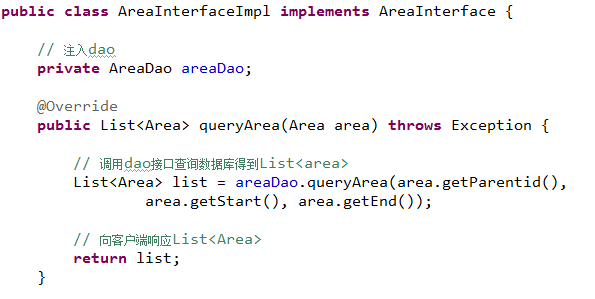 public class AreaInterfaceImpl implements AreaInterface {
// 注入dao
private AreaDao areaDao;
@Override
public List<Area> queryArea(Area area) throws Exception {
// 调用dao接口查询数据库得到List<area>
List<Area> list = areaDao.queryArea(area.getParentid(),
area.getStart(), area.getEnd());
// 向客户端响应List<Area>
return list;
}